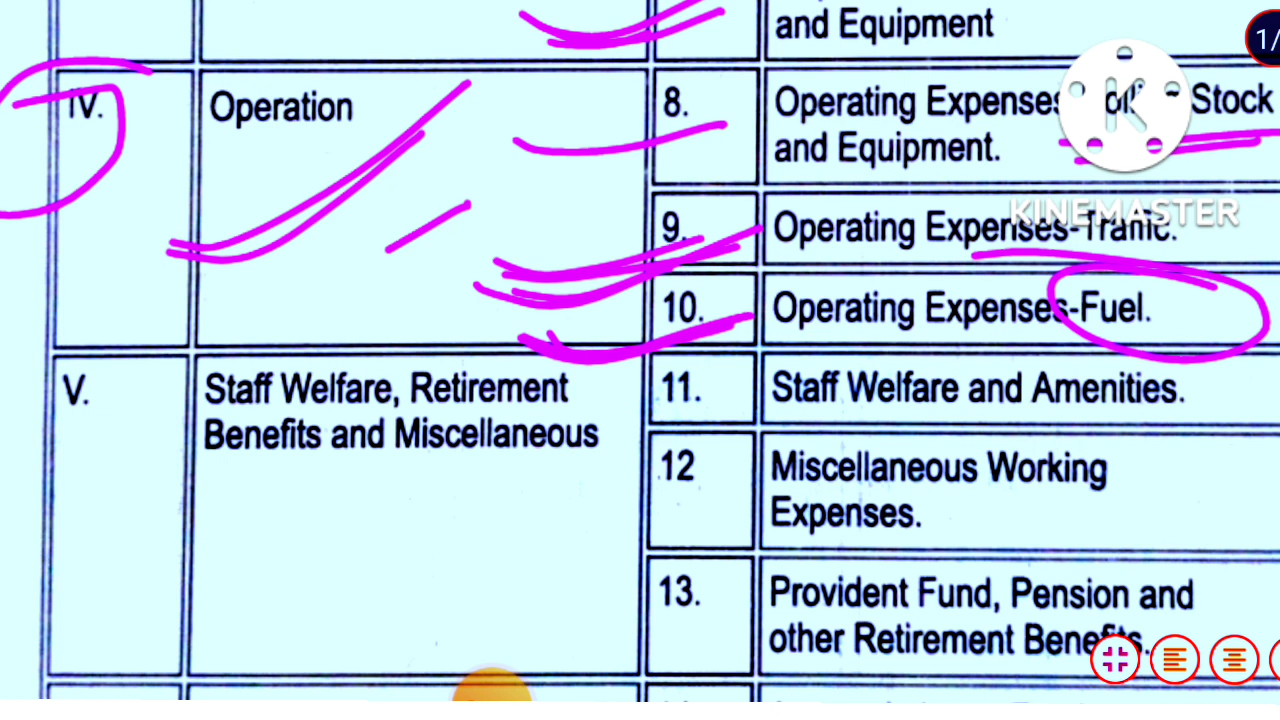 and Equipment
1/
IV.
Operation
8.
Operating Expenses Stock
and Equipment.
9.
Operating Expenses-Traffic.
KINEMASTER
10.
Operating Expenses-Fuel.
V.
Staff Welfare, Retirement
Benefits and Miscellaneous
11.
Staff Welfare and Amenities.
12
Miscellaneous Working
Expenses.
13.
Provident Fund, Pension and
other Retirement Benefits.